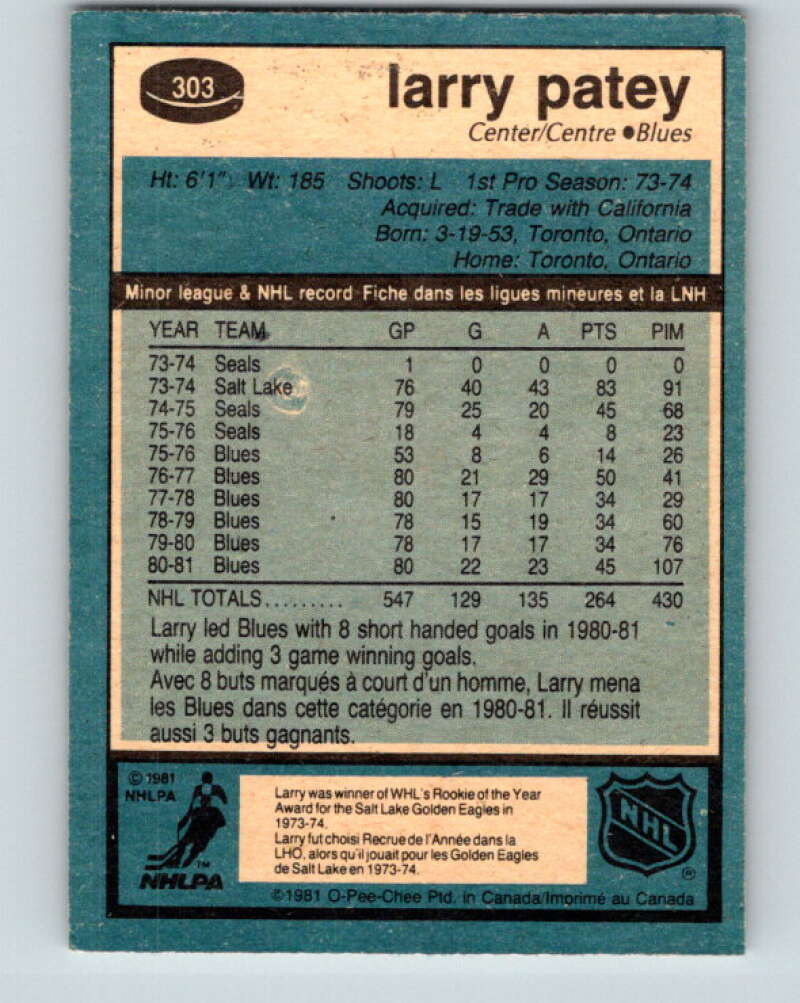 303
larry patey
Center/Centre ●Blues
Ht: 6'1" Wt: 185 Shoots: L 1st Pro Season: 73-74
Acquired: Trade with California
Born: 3-19-53, Toronto, Ontario
Home: Toronto, Ontario
Minor league & NHL record Fiche dans les ligues mineures et la LNH
YEAR TEAM GP G A PTS PIM
73-74 Seals 1 0 0 0 0
73-74 Salt Lake 76 40 43 83 91
74-75 Seals 79 25 20 45 68
75-76 Seals 18 4 4 8 23
75-76 Blues 53 8 6 14 26
76-77 Blues 80 21 29 50 41
77-78 Blues 80 17 17 34 29
78-79 Blues 78 15 19 34 60
79-80 Blues 78 17 17 34 76
80-81 Blues 80 22 23 45 107
NHL TOTALS......... 547 129 135 264 430
Larry led Blues with 8 short handed goals in 1980-81
while adding 3 game winning goals.
Avec 8 buts marqués à court d'un homme, Larry mena
les Blues dans cette catégorie en 1980-81. Il réussit
aussi 3 buts gagnants.
©1981
NHLPA
TM
NHLPA
Larry was winner of WHL's Rookie of the Year
Award for the Salt Lake Golden Eagles in
1973-74.
Larry fut choisi Recrue de l'Année dans la
LHO, alors qu'il jouait pour les Golden Eagles
de Salt Lake en 1973-74.
NHL
®
©1981 O-Pee-Chee Ptd. in Canada/Imprimé au Canada